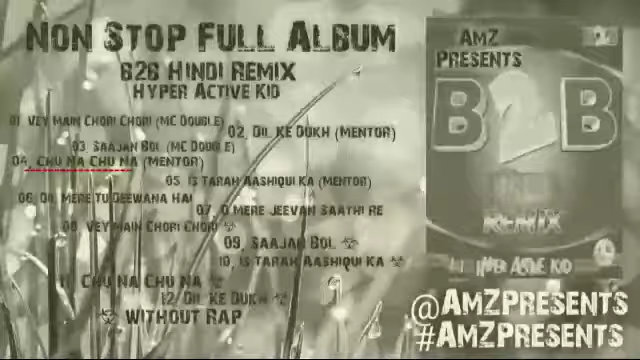 Non Stop Full Album
B2B Hindi Remix
Hyper Active Kid
01. Vey Main Chori Chori (MC Double)
02. Dil Ke Dukh (Mentor)
03. Saajan Bol (MC Double)
04. Chu Na Chu Na (Mentor)
05. Is Tarah Aashiqui Ka (Mentor)
06. Dil Mere Tu Deewana Hai
07. O Mere Jeevan Saathi Re
08. Vey Main Chori Chori ☣
09. Saajan Bol ☣
10. Is Tarah Aashiqui Ka ☣
11. Chu Na Chu Na ☣
12. Dil Ke Dukh ☣
☣ Without Rap
AMZ
Presents
B2B
Remix
Hyper Active Kid
@AMZPresents
#AMZPresents